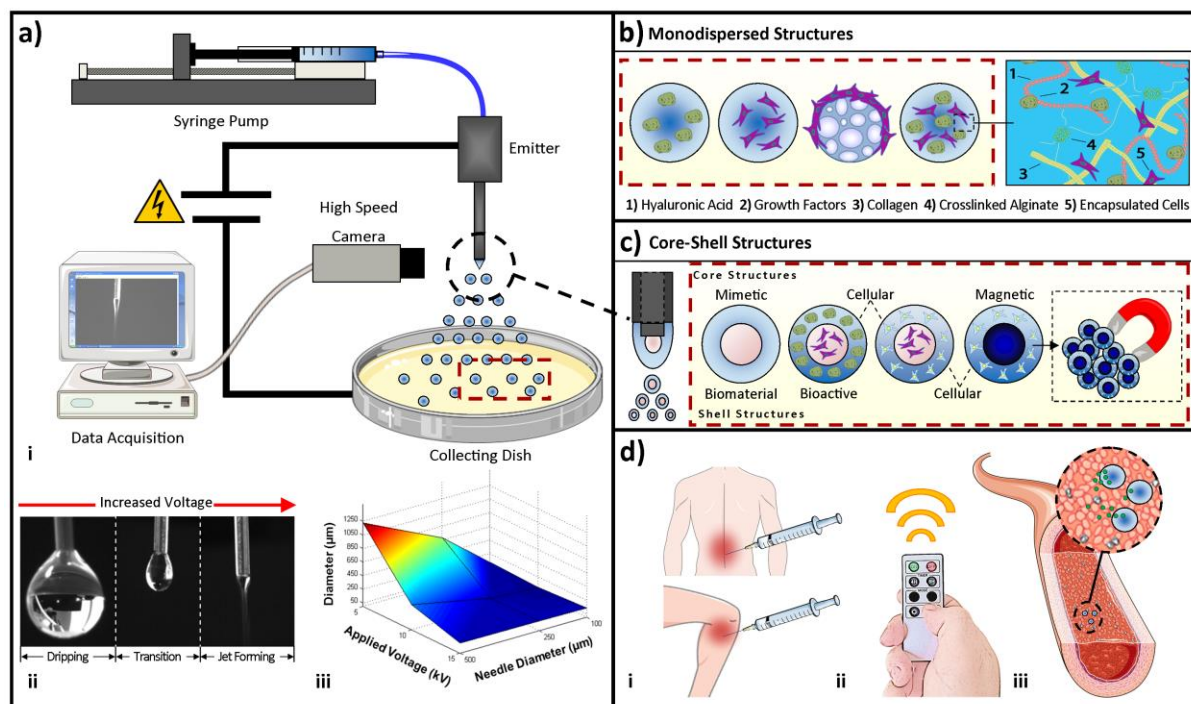 a)
Syringe Pump
Emitter
High Speed
Camera
Data Acquisition
Collecting Dish
i
Increased Voltage
Dripping
Transition
Jet Forming
ii
Diameter (µm)
1250
1050
850
650
450
250
50
5
10
15
Applied Voltage (kV)
500
250
100
Needle Diameter (µm)
iii
b) Monodispersed Structures
1
2
3
4
5
1) Hyaluronic Acid 2) Growth Factors 3) Collagen 4) Crosslinked Alginate 5) Encapsulated Cells
c) Core-Shell Structures
Core Structures
Mimetic
Cellular
Magnetic
Biomaterial
Bioactive
Cellular
Shell Structures
d)
i
ii
iii